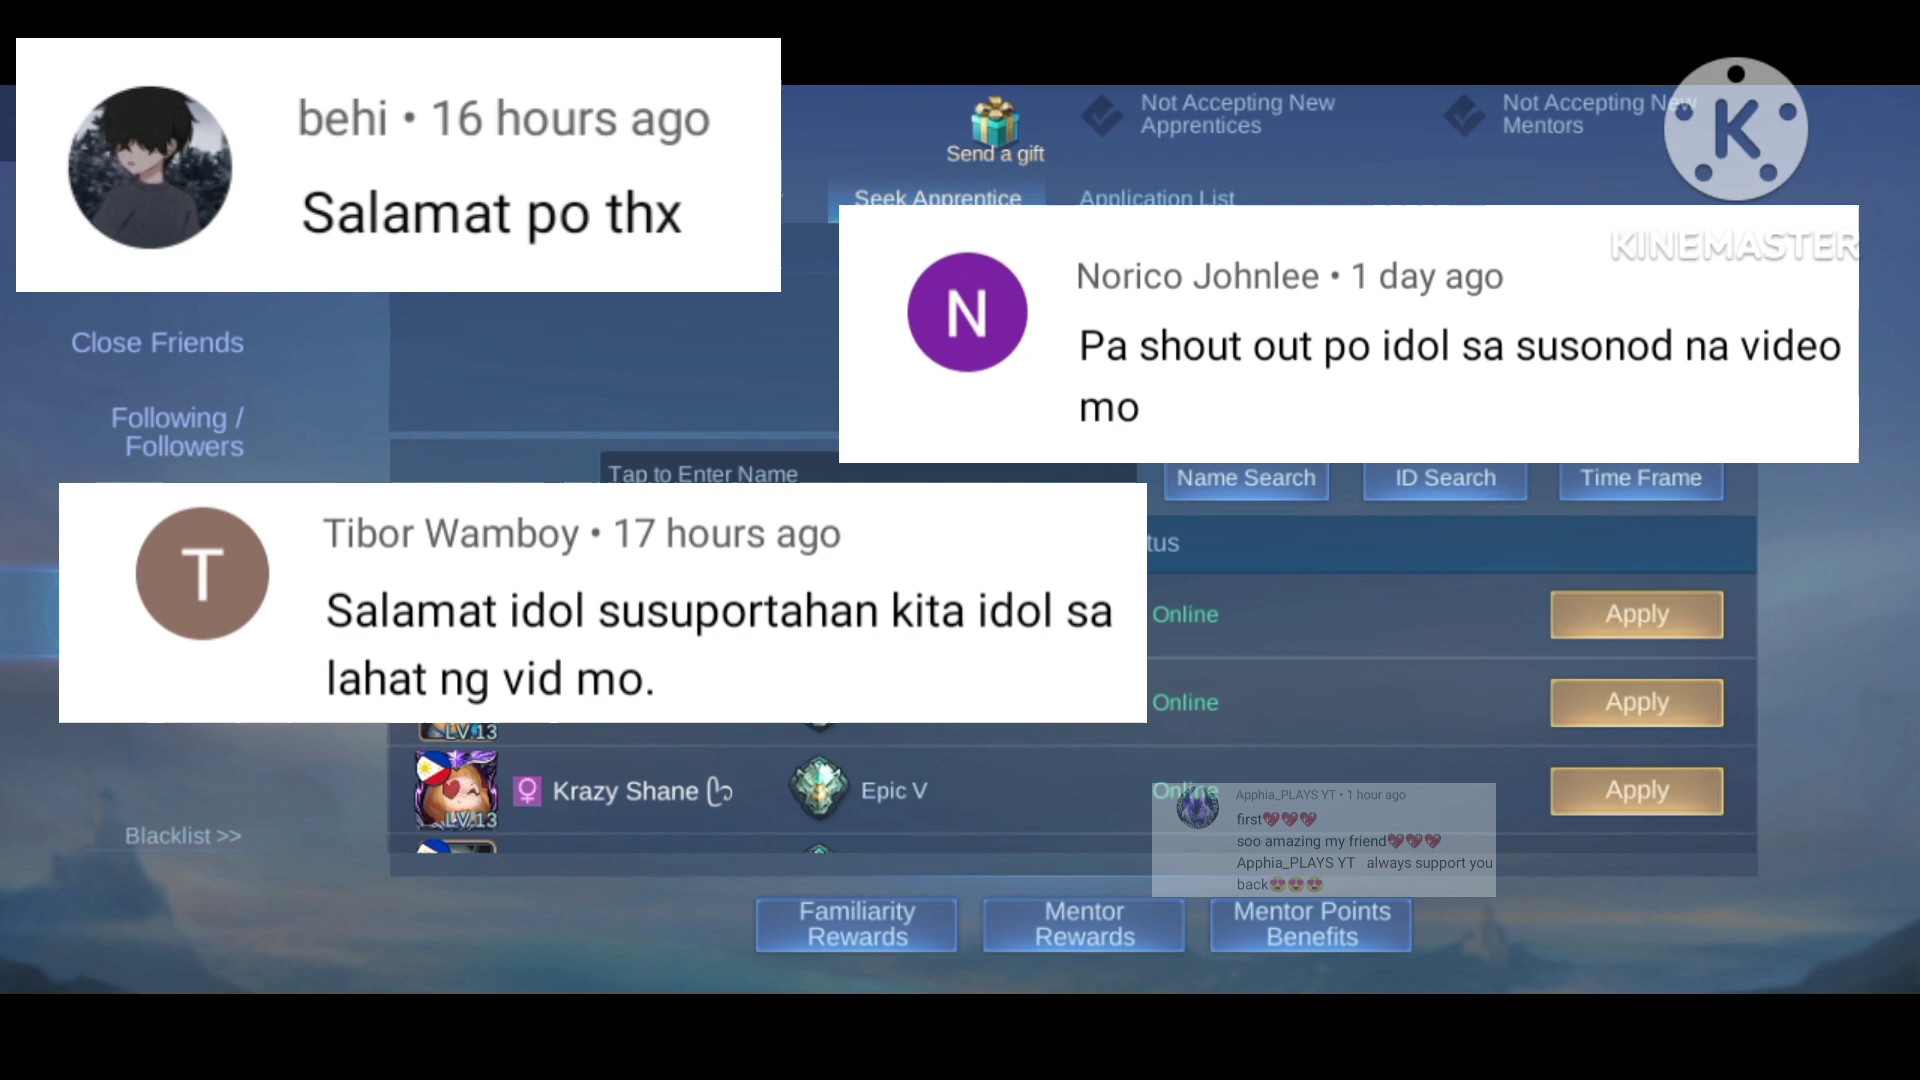 behi • 16 hours ago
Salamat po thx
Send a gift
Not Accepting New
Apprentices
Not Accepting New
Mentors
K
KINEMASTER
Seek Apprentice
Application List
N
Norico Johnlee • 1 day ago
Pa shout out po idol sa susonod na video
mo
Close Friends
Following /
Followers
Tap to Enter Name
Name Search
ID Search
Time Frame
T
Tibor Wamboy • 17 hours ago
Salamat idol susuportahan kita idol sa
lahat ng vid mo.
tus
Online
Apply
Online
Apply
LV.13
LV.13
Krazy Shane
Epic V
Online
Apply
Apphia_PLAYS YT • 1 hour ago
first💖💖💖
soo amazing my friend💖💖💖
Apphia_PLAYS YT always support you
back😍😍😍
Blacklist >>
Familiarity
Rewards
Mentor
Rewards
Mentor Points
Benefits